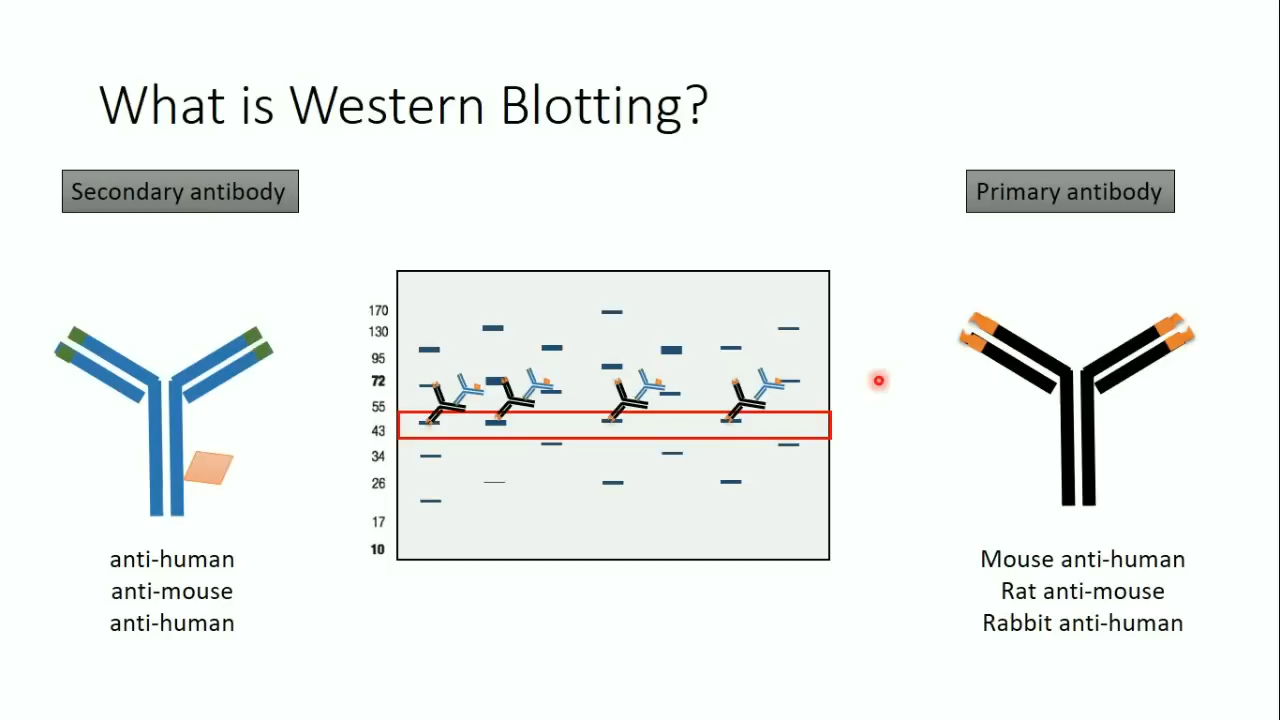 What is Western Blotting?
Secondary antibody
Primary antibody
170
130
95
72
55
43
34
26
17
10
anti-human
anti-mouse
anti-human
Mouse anti-human
Rat anti-mouse
Rabbit anti-human